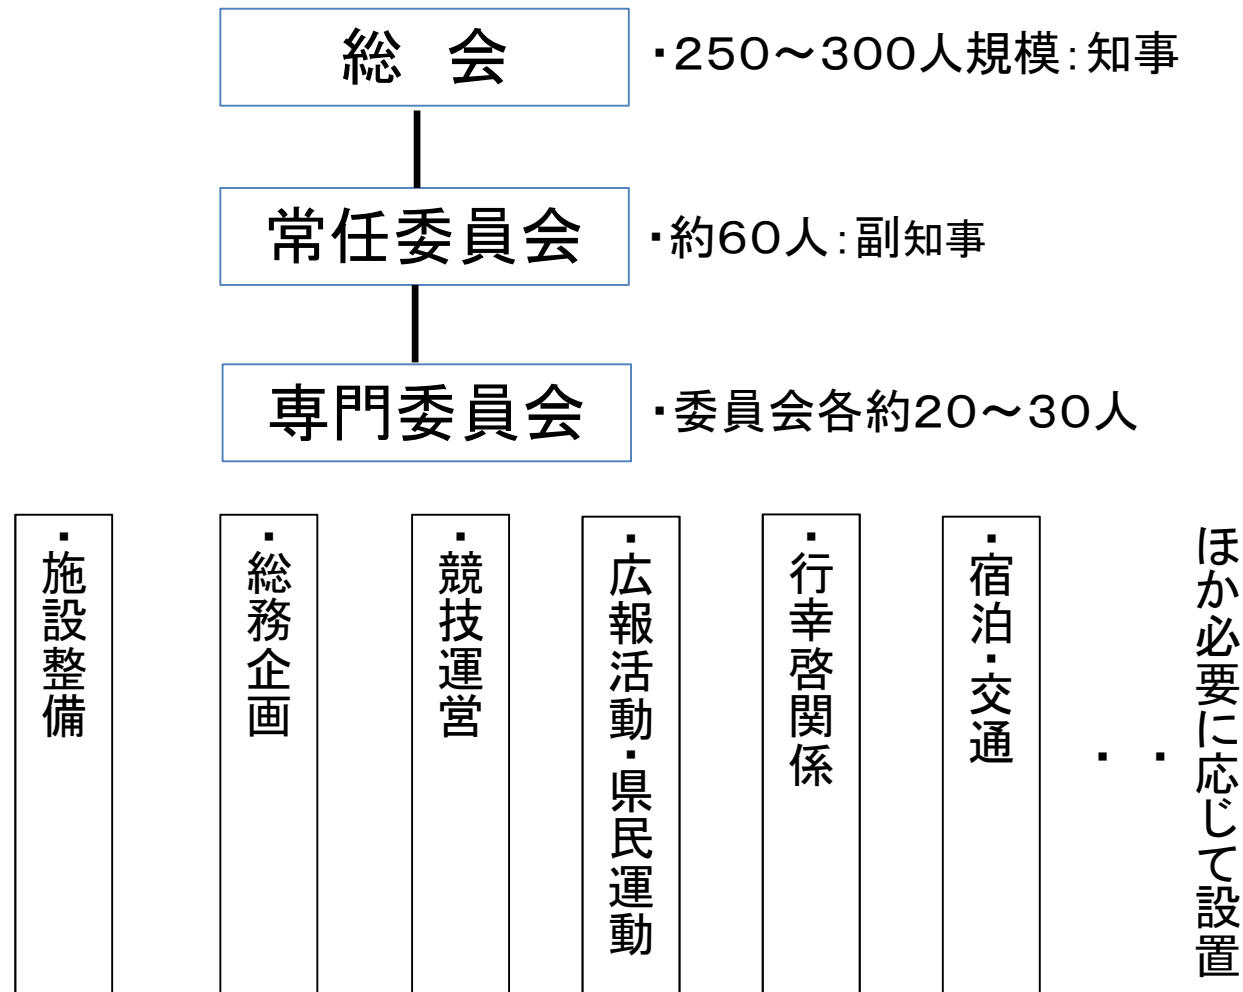 総　会
・250～300人規模：知事
常任委員会
・約60人：副知事
専門委員会
・委員会各約20～30人
・施設整備
・総務企画
・競技運営
・広報活動・県民運動
・行幸啓関係
・宿泊・交通
・・
ほか必要に応じて設置